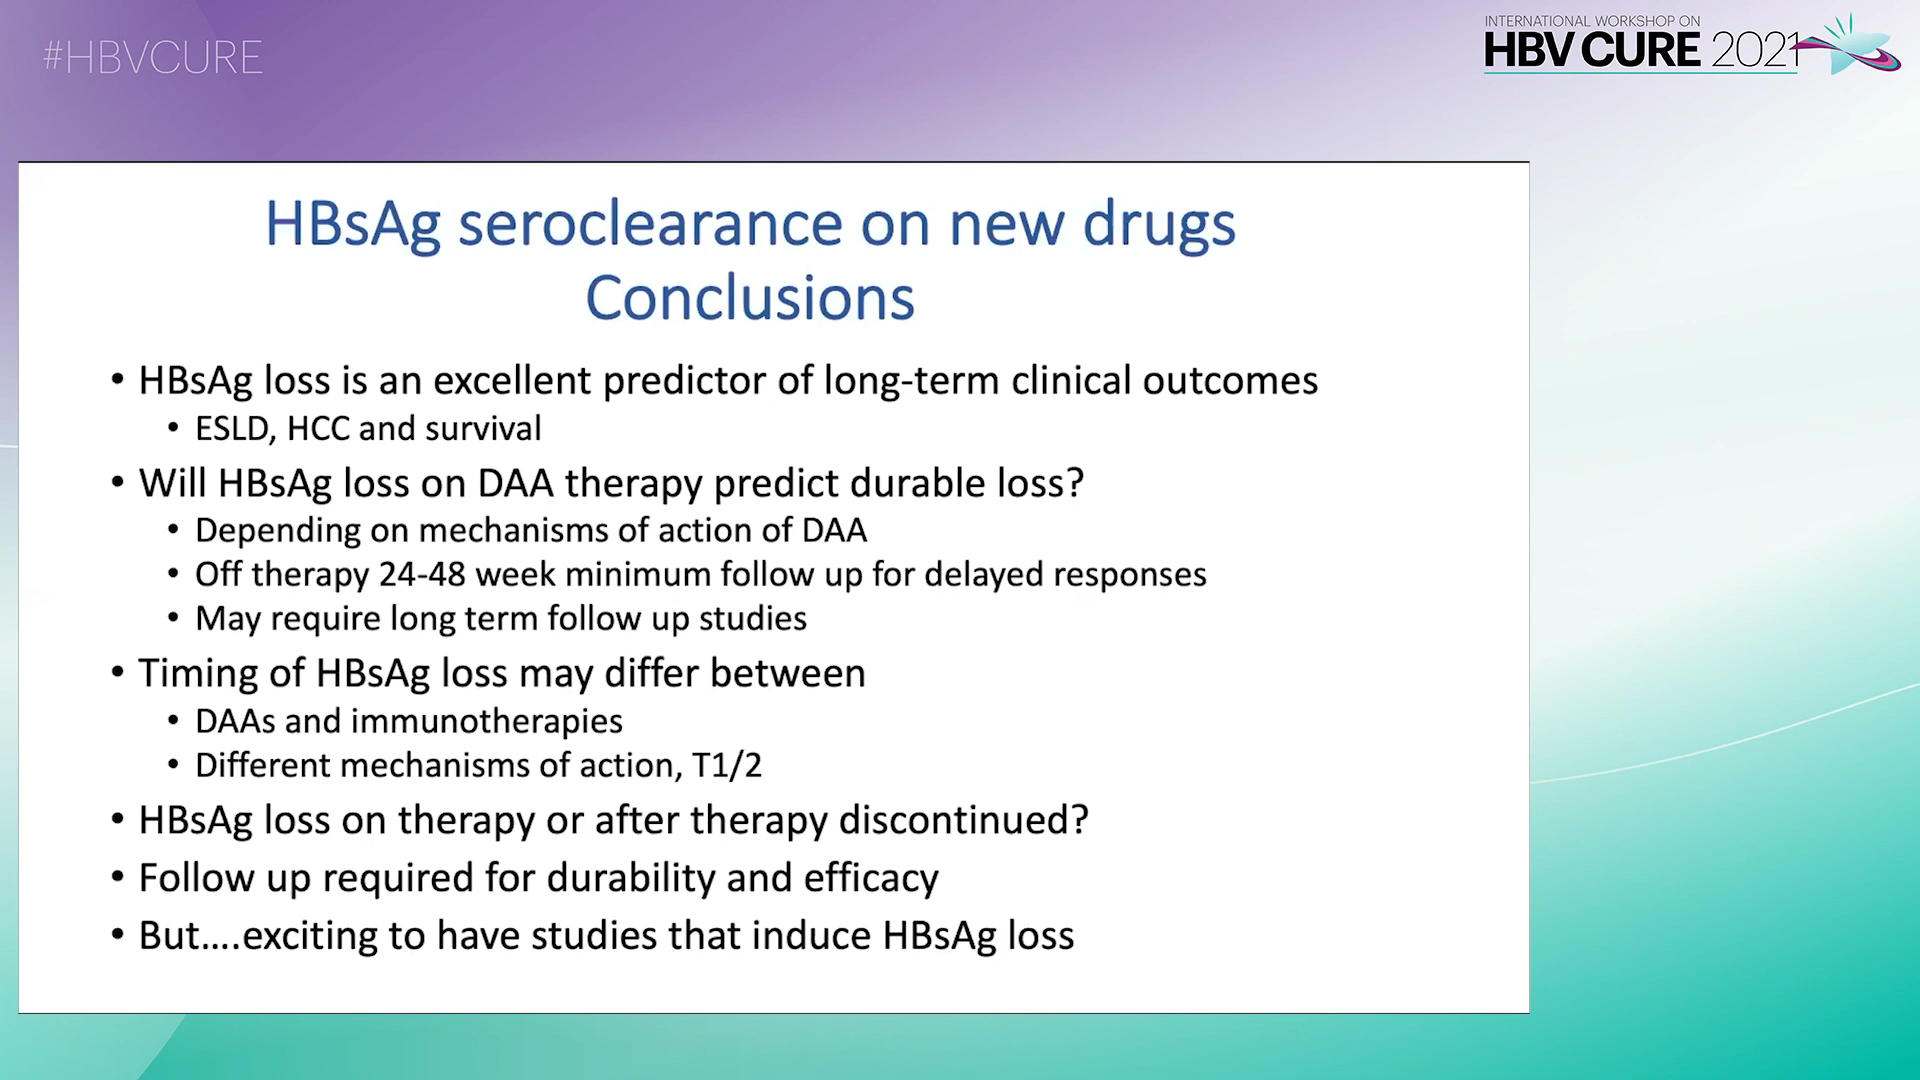 #HBVCURE
INTERNATIONAL WORKSHOP ON
HBV CURE 2021
HBsAg seroclearance on new drugs
Conclusions
• HBsAg loss is an excellent predictor of long-term clinical outcomes
• ESLD, HCC and survival
• Will HBsAg loss on DAA therapy predict durable loss?
• Depending on mechanisms of action of DAA
• Off therapy 24-48 week minimum follow up for delayed responses
• May require long term follow up studies
• Timing of HBsAg loss may differ between
• DAAs and immunotherapies
• Different mechanisms of action, T1/2
• HBsAg loss on therapy or after therapy discontinued?
• Follow up required for durability and efficacy
• But....exciting to have studies that induce HBsAg loss